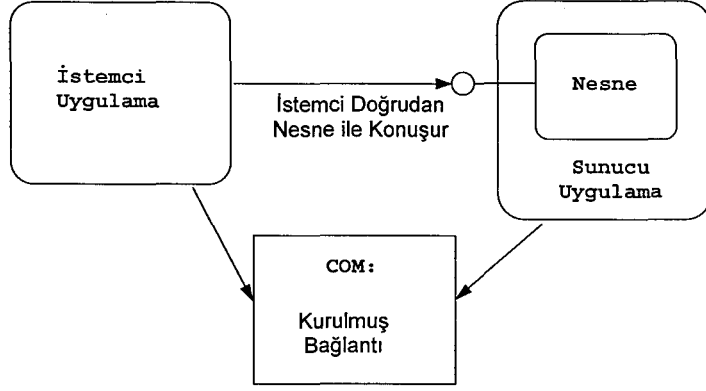 İstemci
Uygulama
İstemci Doğrudan
Nesne ile Konuşur
Nesne
Sunucu
Uygulama
COM:
Kurulmuş
Bağlantı